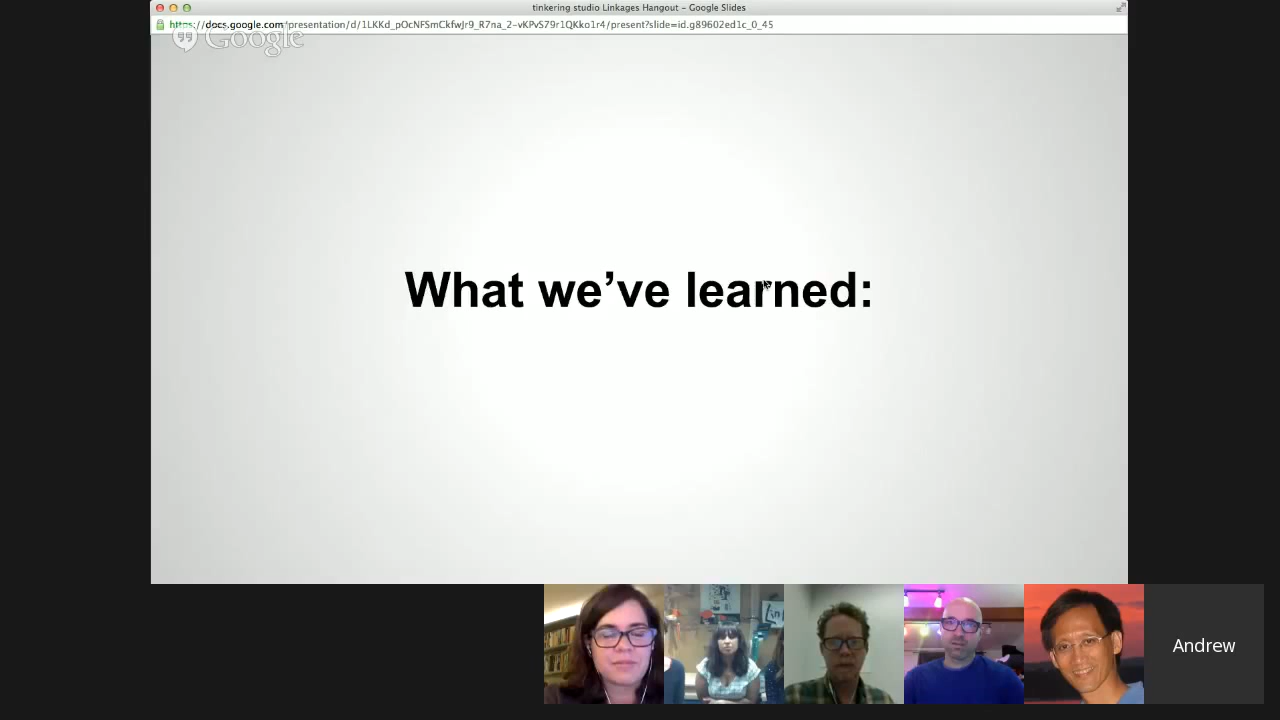 tinkering studio Linkages Hangout – Google Slides
https://docs.google.com/presentation/d/1LKKd_pOcNFSmCkfwJr9_R7na_2-vKPvS79r1QKko1r4/present?slide=id.g89602ed1c_0_45
Google
What we’ve learned:
Andrew